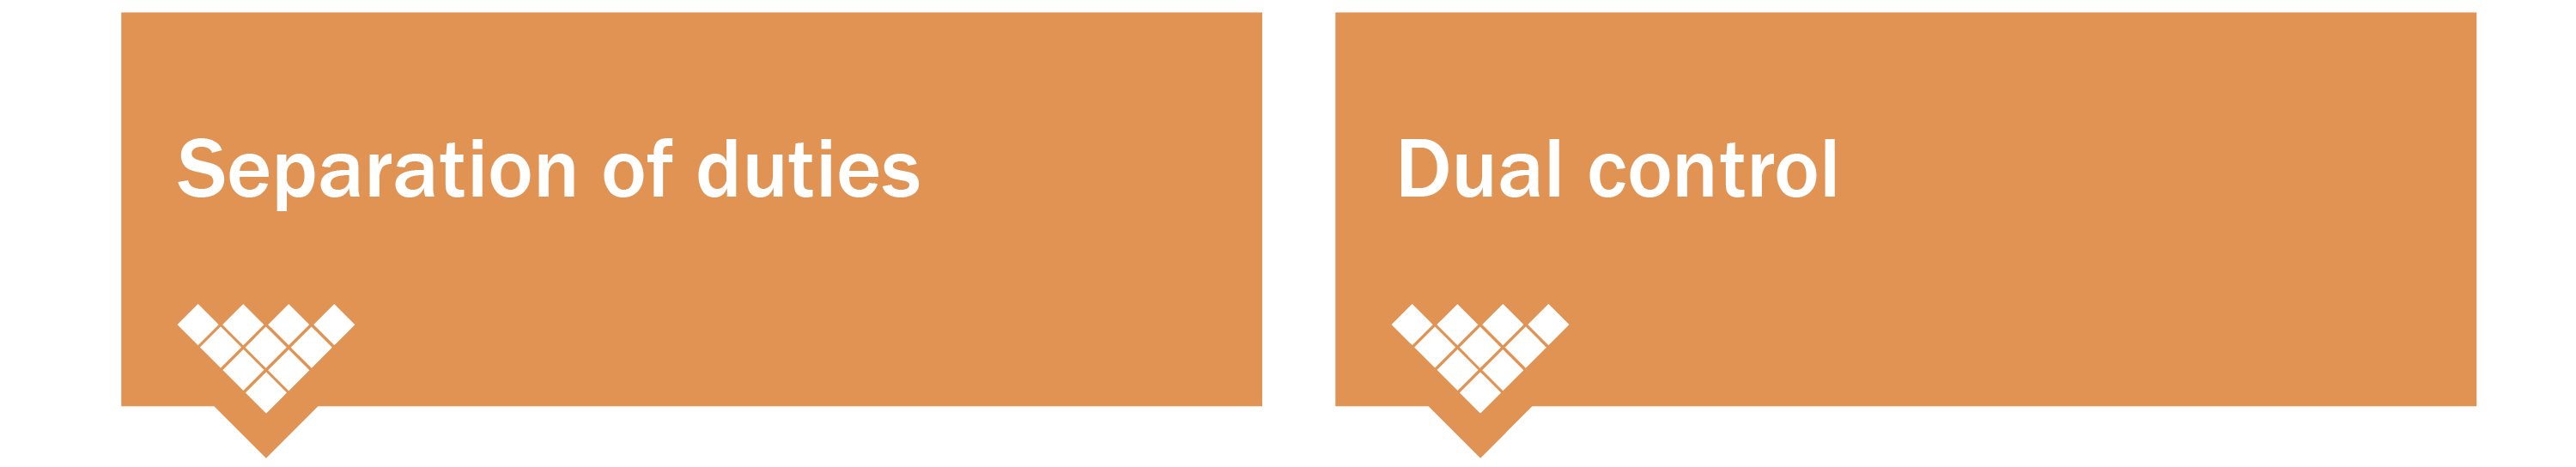 Separation of duties
Dual control